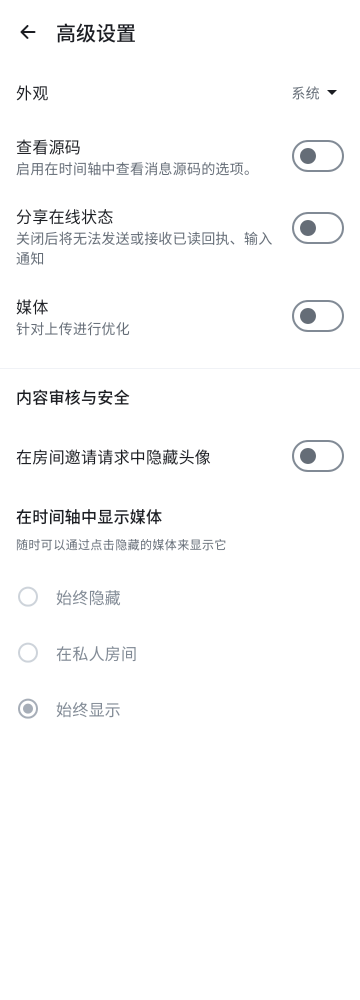 高级设置
外观
系统
查看源码
启用在时间轴中查看消息源码的选项。
分享在线状态
关闭后将无法发送或接收已读回执、输入
通知
媒体
针对上传进行优化
内容审核与安全
在房间邀请请求中隐藏头像
在时间轴中显示媒体
随时可以通过点击隐藏的媒体来显示它
始终隐藏
在私人房间
始终显示